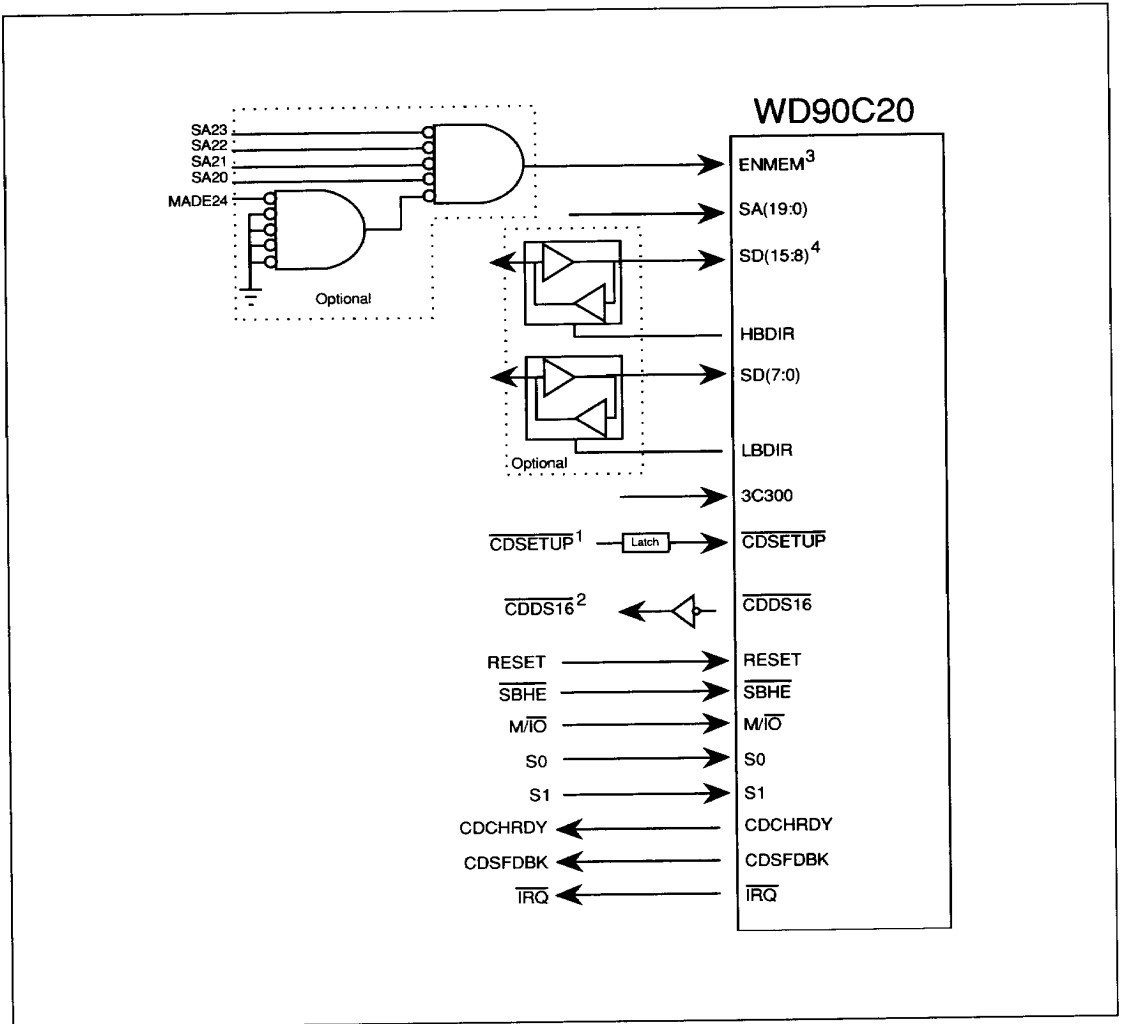 WD90C20
SA23
SA22
SA21
SA20
MADE24
Optional
ENMEM3
SA(19:0)
SD(15:8)4
HBDIR
SD(7:0)
LBDIR
Optional
3C300
CDSETUP1
Latch
CDSETUP
CDDS162
CDDS16
RESET
RESET
SBHE
SBHE
M/IO
M/IO
S0
S0
S1
S1
CDCHRDY
CDCHRDY
CDSFDBK
CDSFDBK
IRQ
IRQ